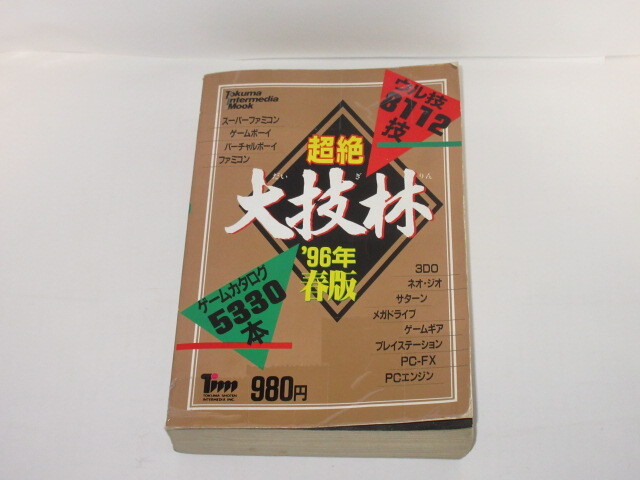 Tokuma
Intermedia
Mook
ウル技
8112
技
スーパーファミコン
ゲームボーイ
バーチャルボーイ
ファミコン
超絶
だい ぎ りん
大技林
'96年
春版
ゲームカタログ
5330
本
3DO
ネオ・ジオ
サターン
メガドライブ
ゲームギア
プレイステーション
PC-FX
PCエンジン
Tim
TOKUMA SHOTEN
INTERMEDIA INC.
980円